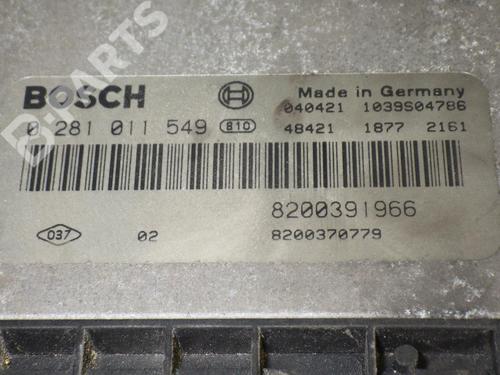 B-PARTS
BOSCH
Made in Germany
040421 1039S04786
0 281 011 549 810
48421 1877 2161
8200391966
037 02 8200370779